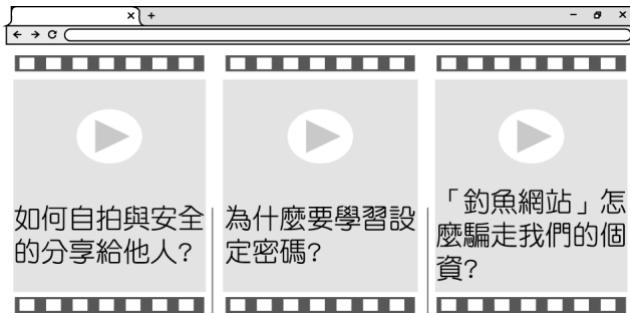 如何自拍與安全
的分享給他人?
為什麼要學習設
定密碼?
「釣魚網站」怎
麼騙走我們的個
資?